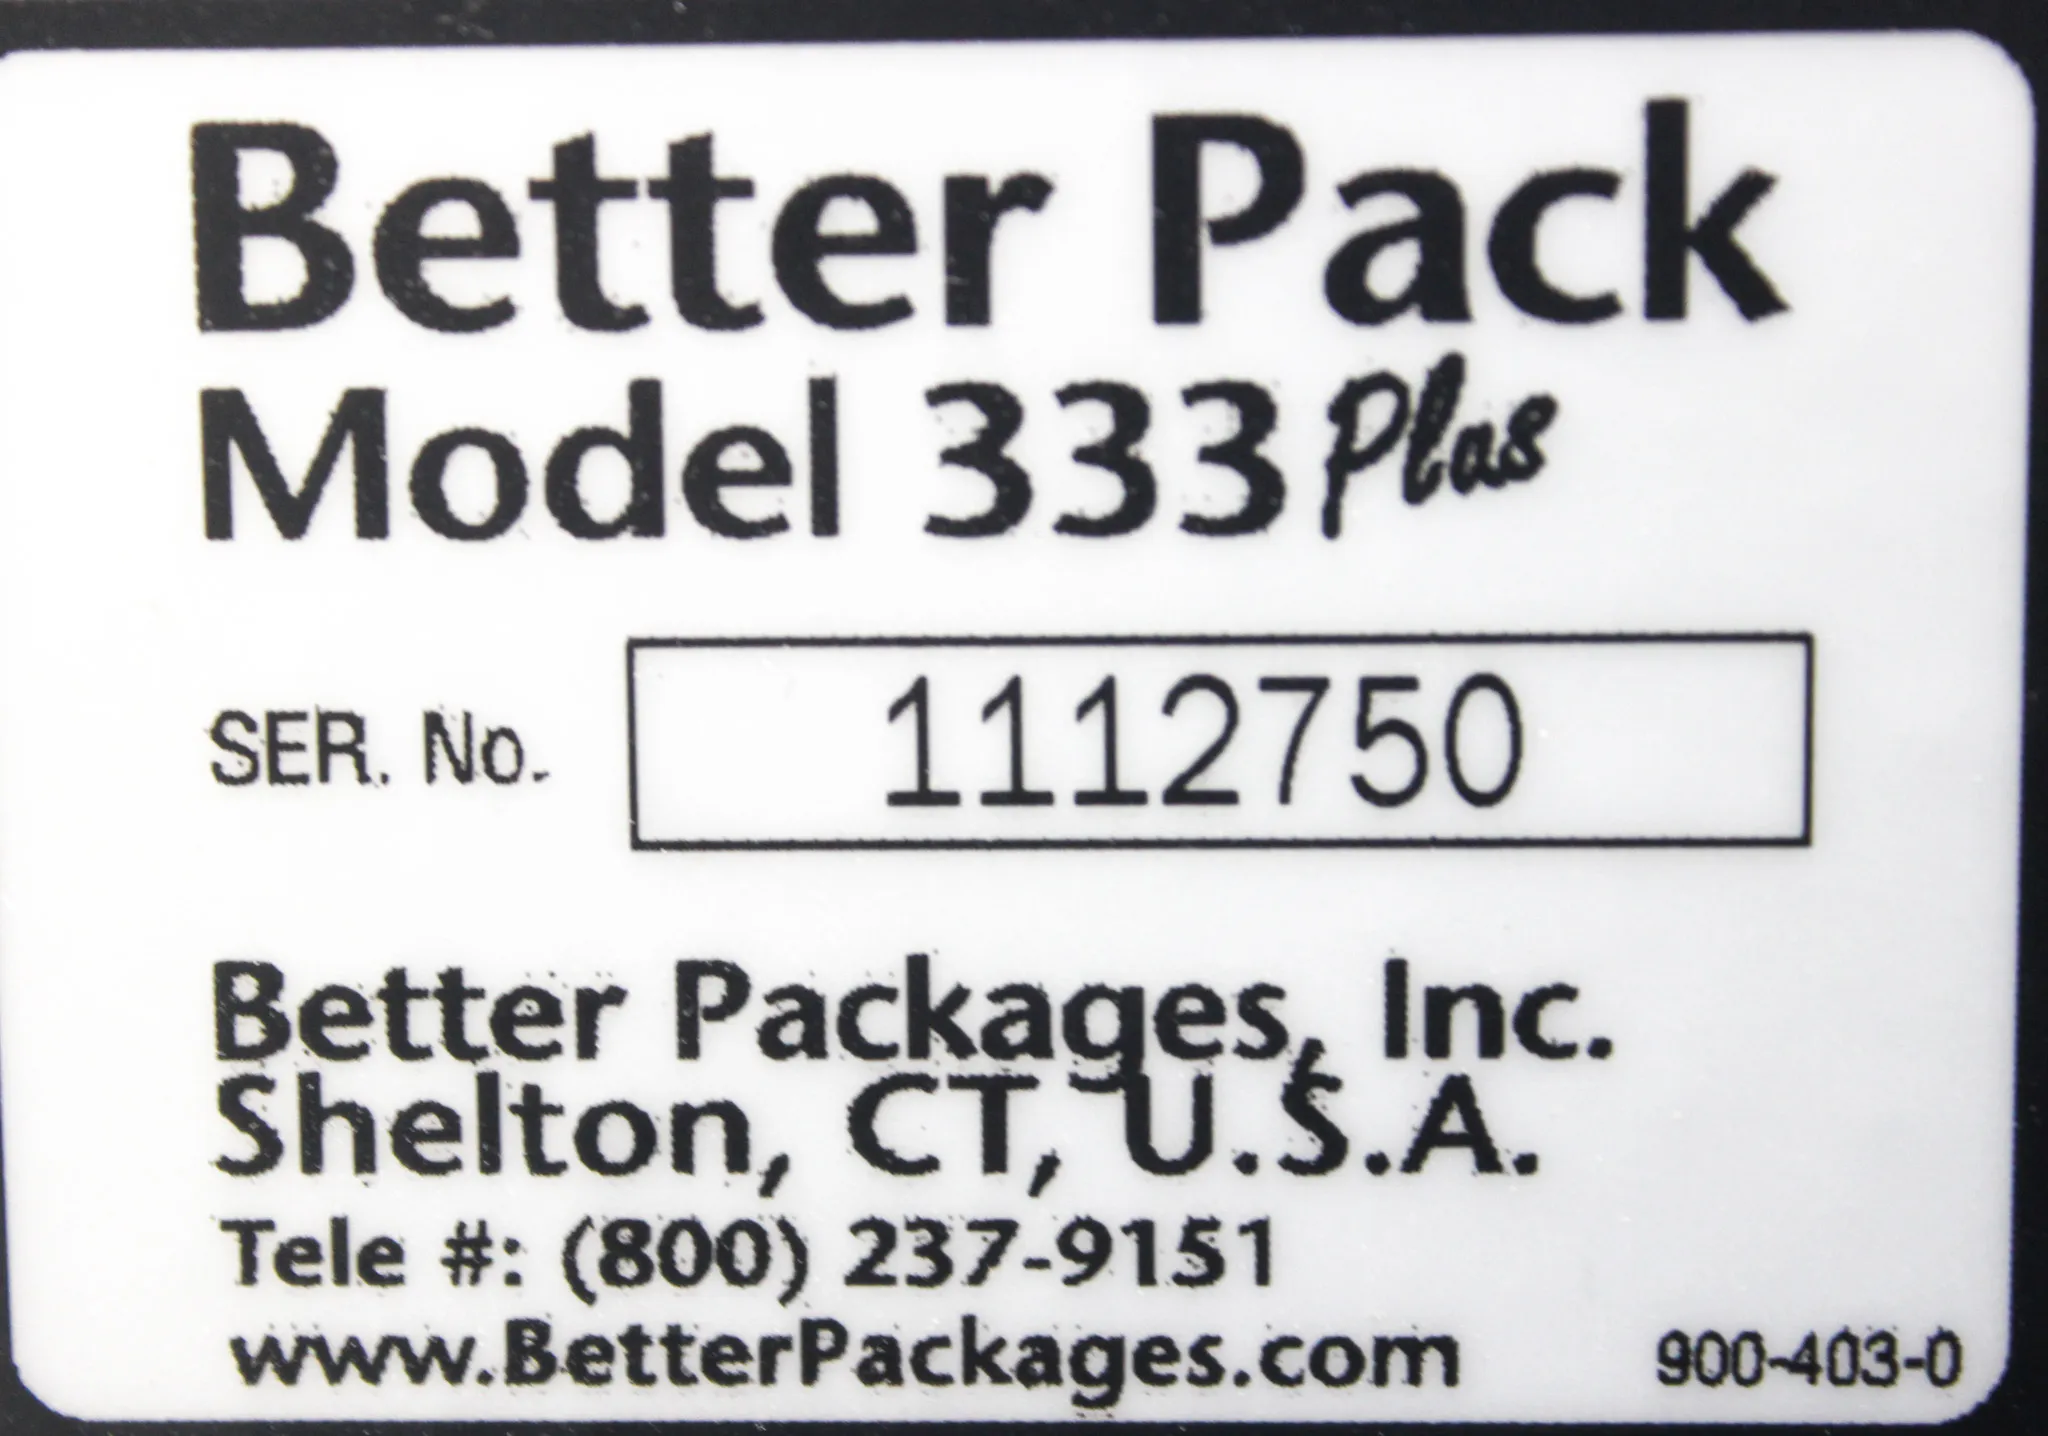 Better Pack
Model 333 Plus
SER. No. 1112750
Better Packages, Inc.
Shelton, CT, U.S.A.
Tele #: (800) 237-9151
www.BetterPackages.com 900-403-0